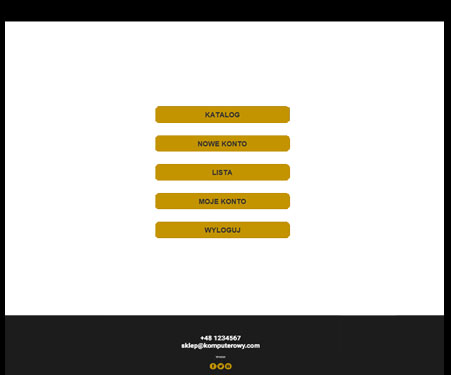 KATALOG
NOWE KONTO
LISTA
MOJE KONTO
WYLOGUJ
+48 1234567
sklep@komputerowy.com